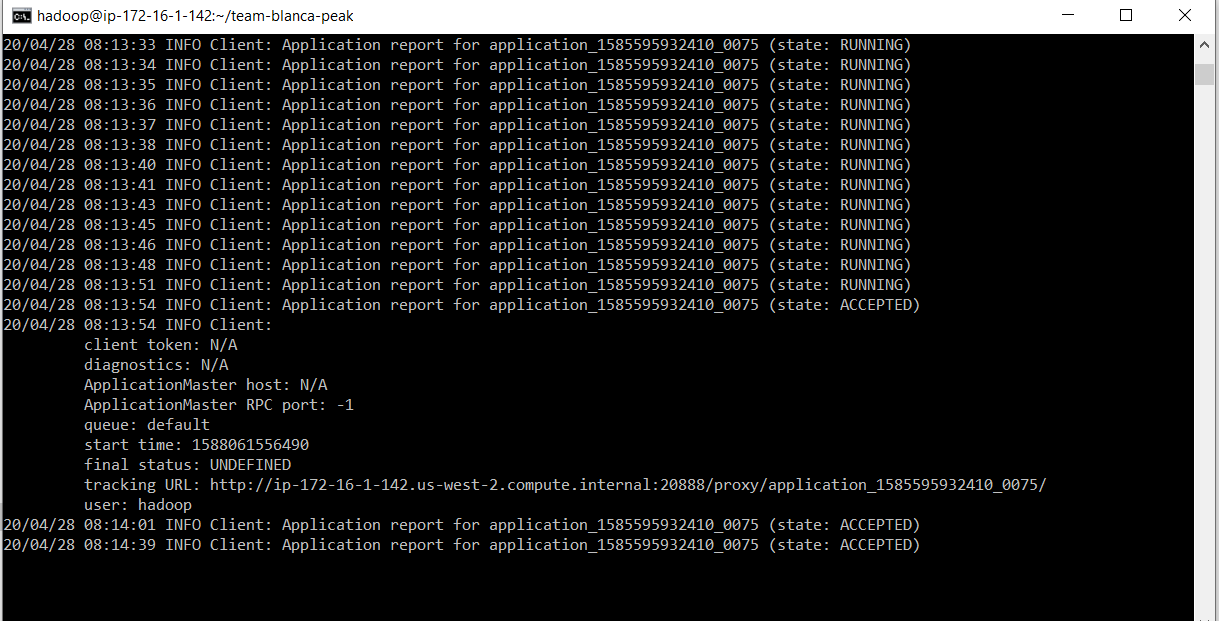 hadoop@ip-172-16-1-142:~/team-blanca-peak
20/04/28 08:13:33 INFO Client: Application report for application_1585595932410_0075 (state: RUNNING)
20/04/28 08:13:34 INFO Client: Application report for application_1585595932410_0075 (state: RUNNING)
20/04/28 08:13:35 INFO Client: Application report for application_1585595932410_0075 (state: RUNNING)
20/04/28 08:13:36 INFO Client: Application report for application_1585595932410_0075 (state: RUNNING)
20/04/28 08:13:37 INFO Client: Application report for application_1585595932410_0075 (state: RUNNING)
20/04/28 08:13:38 INFO Client: Application report for application_1585595932410_0075 (state: RUNNING)
20/04/28 08:13:40 INFO Client: Application report for application_1585595932410_0075 (state: RUNNING)
20/04/28 08:13:41 INFO Client: Application report for application_1585595932410_0075 (state: RUNNING)
20/04/28 08:13:43 INFO Client: Application report for application_1585595932410_0075 (state: RUNNING)
20/04/28 08:13:45 INFO Client: Application report for application_1585595932410_0075 (state: RUNNING)
20/04/28 08:13:46 INFO Client: Application report for application_1585595932410_0075 (state: RUNNING)
20/04/28 08:13:48 INFO Client: Application report for application_1585595932410_0075 (state: RUNNING)
20/04/28 08:13:51 INFO Client: Application report for application_1585595932410_0075 (state: RUNNING)
20/04/28 08:13:54 INFO Client: Application report for application_1585595932410_0075 (state: ACCEPTED)
20/04/28 08:13:54 INFO Client:
client token: N/A
diagnostics: N/A
ApplicationMaster host: N/A
ApplicationMaster RPC port: -1
queue: default
start time: 1588061556490
final status: UNDEFINED
tracking URL: http://ip-172-16-1-142.us-west-2.compute.internal:20888/proxy/application_1585595932410_0075/
user: hadoop
20/04/28 08:14:01 INFO Client: Application report for application_1585595932410_0075 (state: ACCEPTED)
20/04/28 08:14:39 INFO Client: Application report for application_1585595932410_0075 (state: ACCEPTED)